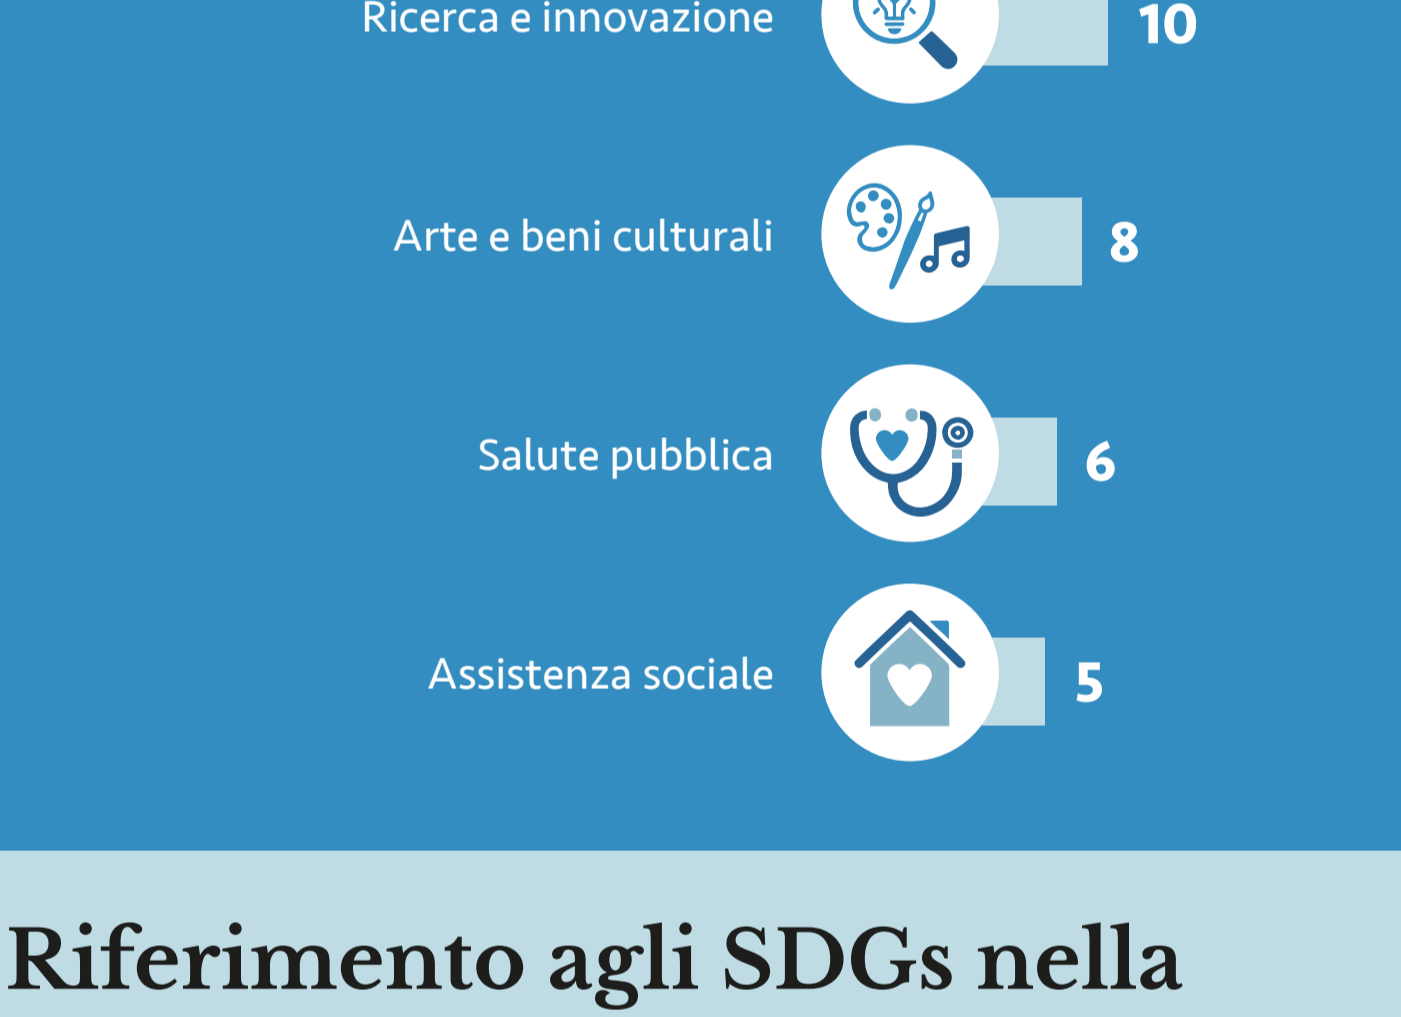 Ricerca e innovazione 10
Arte e beni culturali 8
Salute pubblica 6
Assistenza sociale 5
Riferimento agli SDGs nella